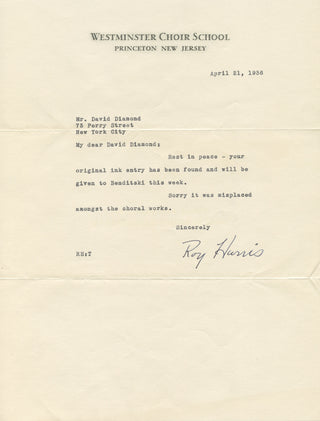 WESTMINSTER CHOIR SCHOOL
PRINCETON NEW JERSEY
April 21, 1936
Mr. David Diamond
75 Perry Street
New York City
My dear David Diamond:
Rest in peace - your
original ink entry has been found and will be
given to Benditski this week.
Sorry it was misplaced
amongst the choral works.
Sincerely
Roy Harris
RH:T